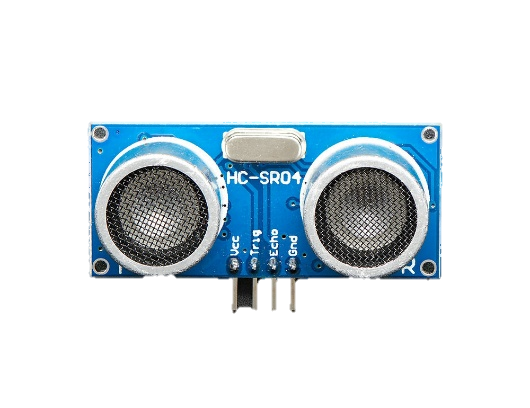 HC-SR04
Vcc
Trig
Echo
Gnd